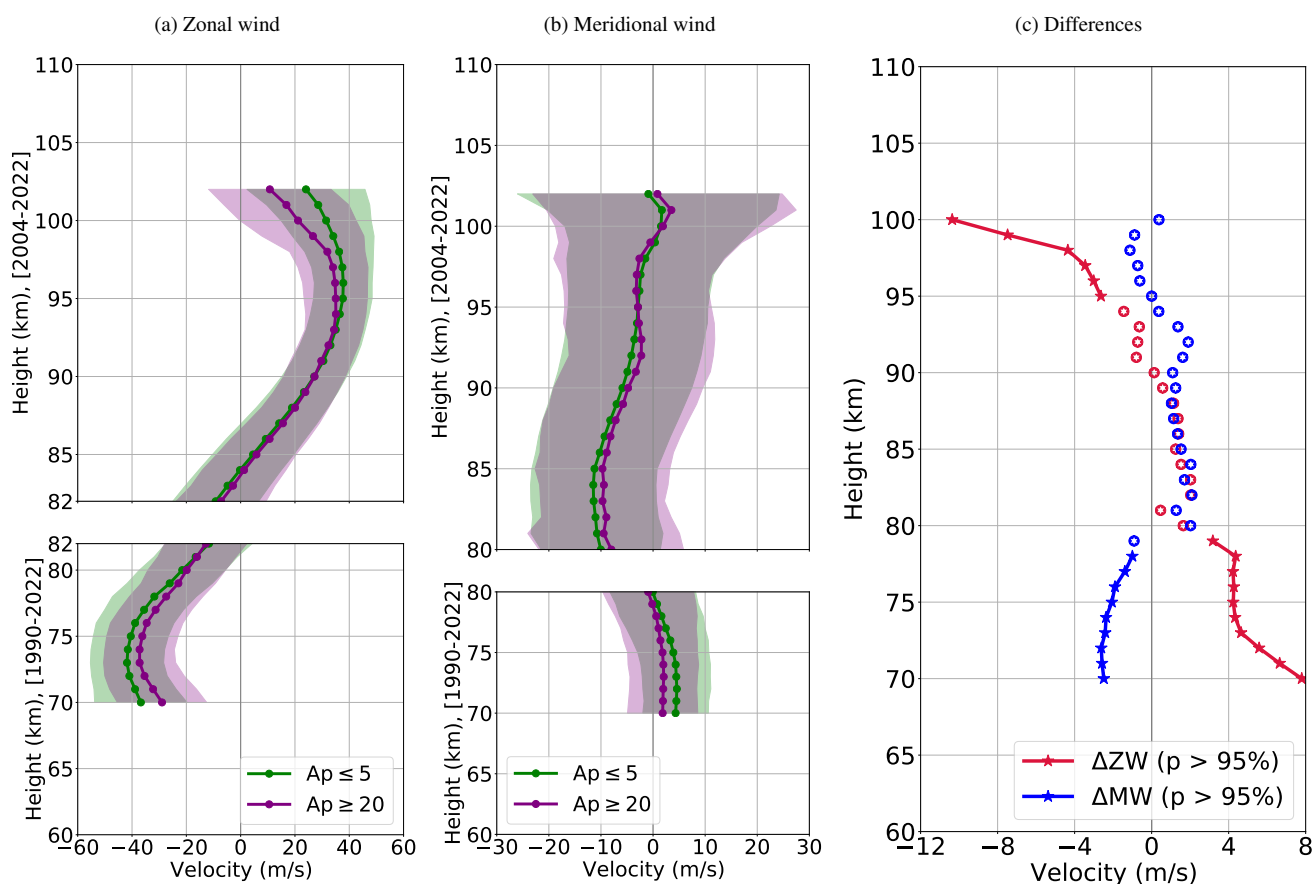 (a) Zonal wind
(b) Meridional wind
(c) Differences
110
105
100
95
90
85
82
Height (km), [2004-2022]
82
80
75
70
65
60
Height (km), [1990-2022]
Ap ≤ 5
Ap ≥ 20
−60 −40 −20 0 20 40 60
Velocity (m/s)
110
105
100
95
90
85
80
Height (km), [2004-2022]
80
75
70
65
60
Height (km), [1990-2022]
Ap ≤ 5
Ap ≥ 20
−30 −20 −10 0 10 20 30
Velocity (m/s)
110
105
100
95
90
85
80
75
70
65
60
Height (km)
ΔZW (p > 95%)
ΔMW (p > 95%)
−12 −8 −4 0 4 8
Velocity (m/s)